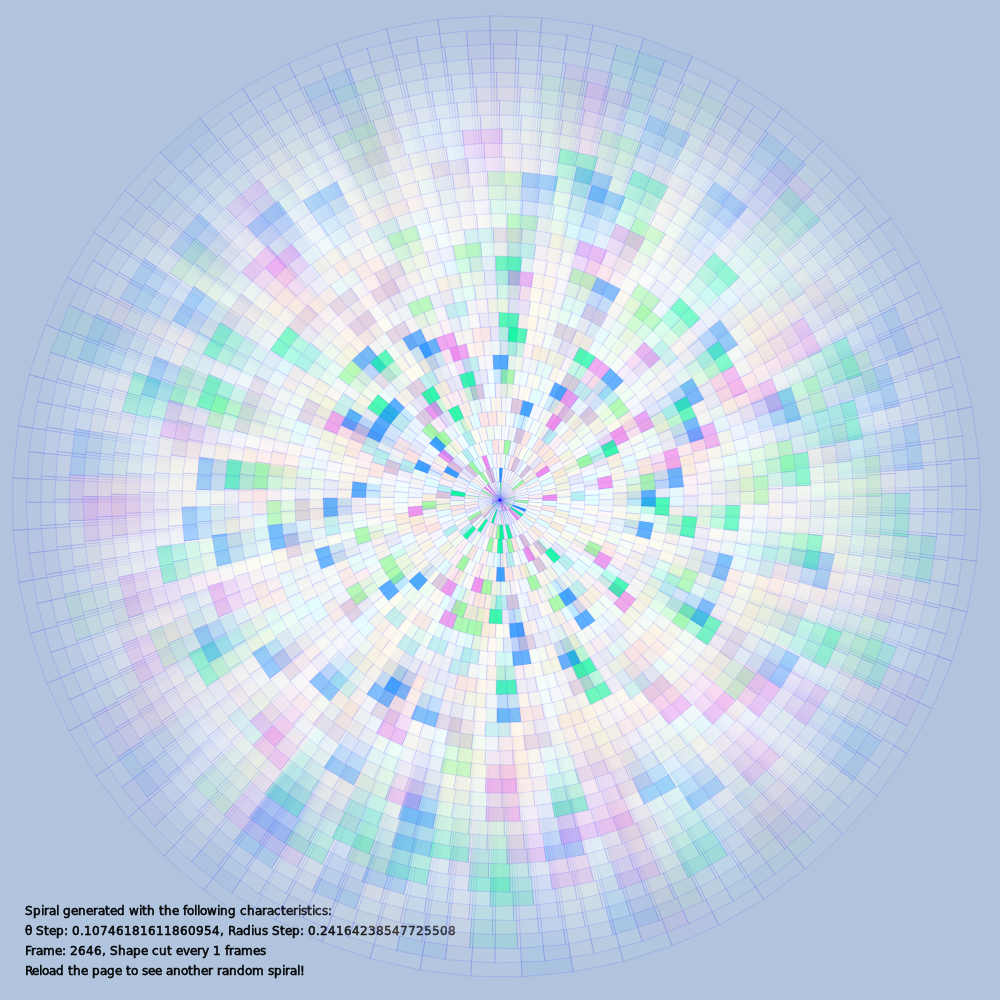 Spiral generated with the following characteristics:
θ Step: 0.10746181611860954, Radius Step: 0.24164238547725508
Frame: 2646, Shape cut every 1 frames
Reload the page to see another random spiral!